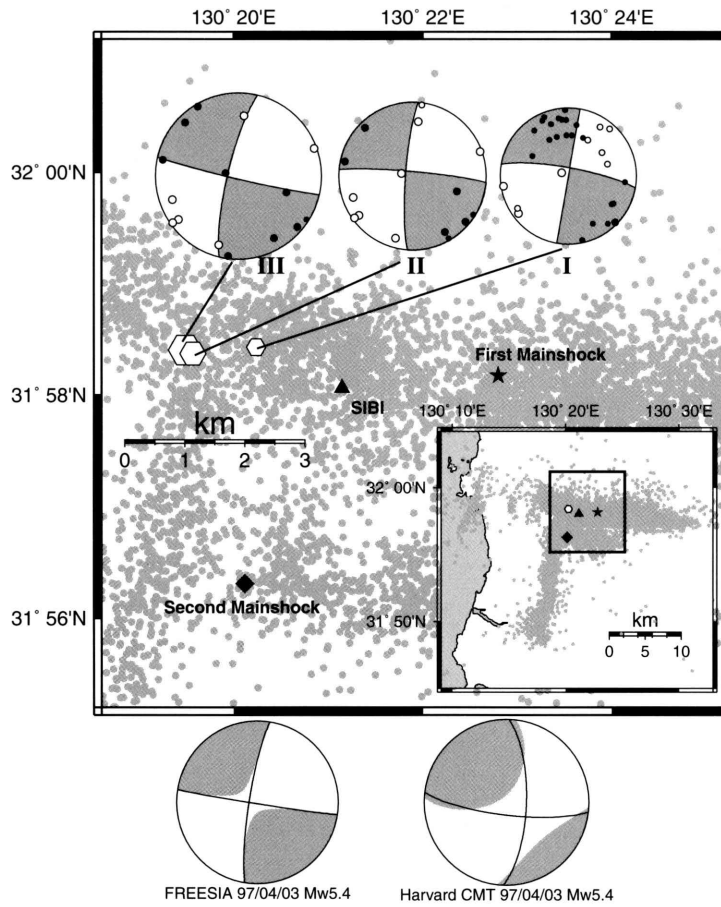 130° 20'E 130° 22'E 130° 24'E
32° 00'N
III II I
First Mainshock
31° 58'N
SIBI
km
0 1 2 3
130° 10'E 130° 20'E 130° 30'E
32° 00'N
Second Mainshock
31° 56'N
31° 50'N
km
0 5 10
FREESIA 97/04/03 Mw5.4 Harvard CMT 97/04/03 Mw5.4